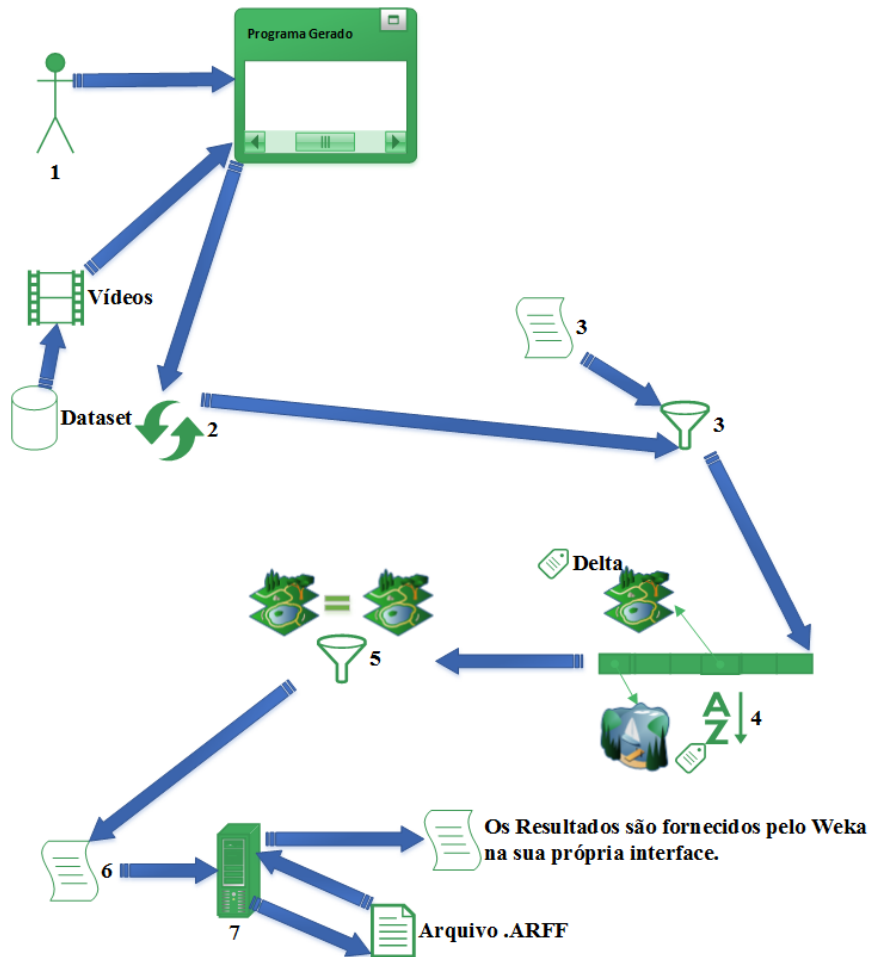 Programa Gerado
1
Vídeos
Dataset
2
3
3
Delta
A
Z
4
5
6
7
Os Resultados são fornecidos pelo Weka
na sua própria interface.
Arquivo .ARFF